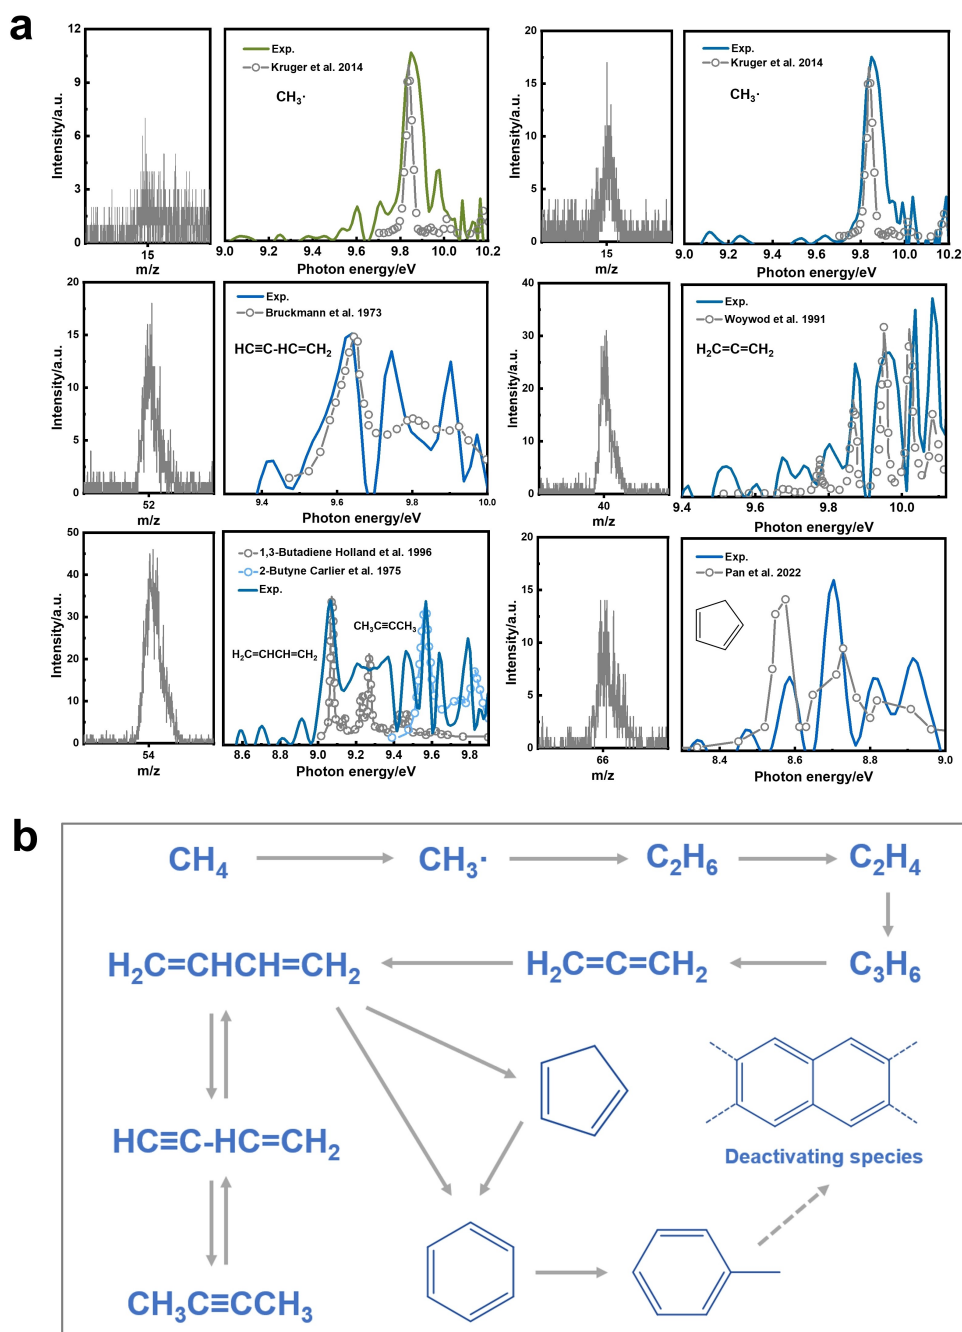 a
12
9
6
3
0
Intensity/a.u.
15
m/z
Exp.
Kruger et al. 2014
CH₃·
9.0 9.2 9.4 9.6 9.8 10.0 10.2
Photon energy/eV
20
15
10
5
0
Intensity/a.u.
15
m/z
Exp.
Kruger et al. 2014
CH₃·
9.0 9.2 9.4 9.6 9.8 10.0 10.2
Photon energy/eV
20
15
10
5
0
Intensity/a.u.
52
m/z
Exp.
Bruckmann et al. 1973
HC≡C-HC=CH₂
9.4 9.6 9.8 10.0
Photon energy/eV
40
30
20
10
0
Intensity/a.u.
40
m/z
Exp.
Woywod et al. 1991
H₂C=C=CH₂
9.4 9.6 9.8 10.0
Photon energy/eV
50
40
30
20
10
0
Intensity/a.u.
54
m/z
1,3-Butadiene Holland et al. 1996
2-Butyne Carlier et al. 1975
Exp.
CH₃C≡CCH₃
H₂C=CHCH=CH₂
8.6 8.8 9.0 9.2 9.4 9.6 9.8
Photon energy/eV
20
15
10
5
0
Intensity/a.u.
66
m/z
Exp.
Pan et al. 2022
8.4 8.6 8.8 9.0
Photon energy/eV
b
CH₄ CH₃· C₂H₆ C₂H₄
H₂C=CHCH=CH₂ H₂C=C=CH₂ C₃H₆
HC≡C-HC=CH₂
Deactivating species
CH₃C≡CCH₃